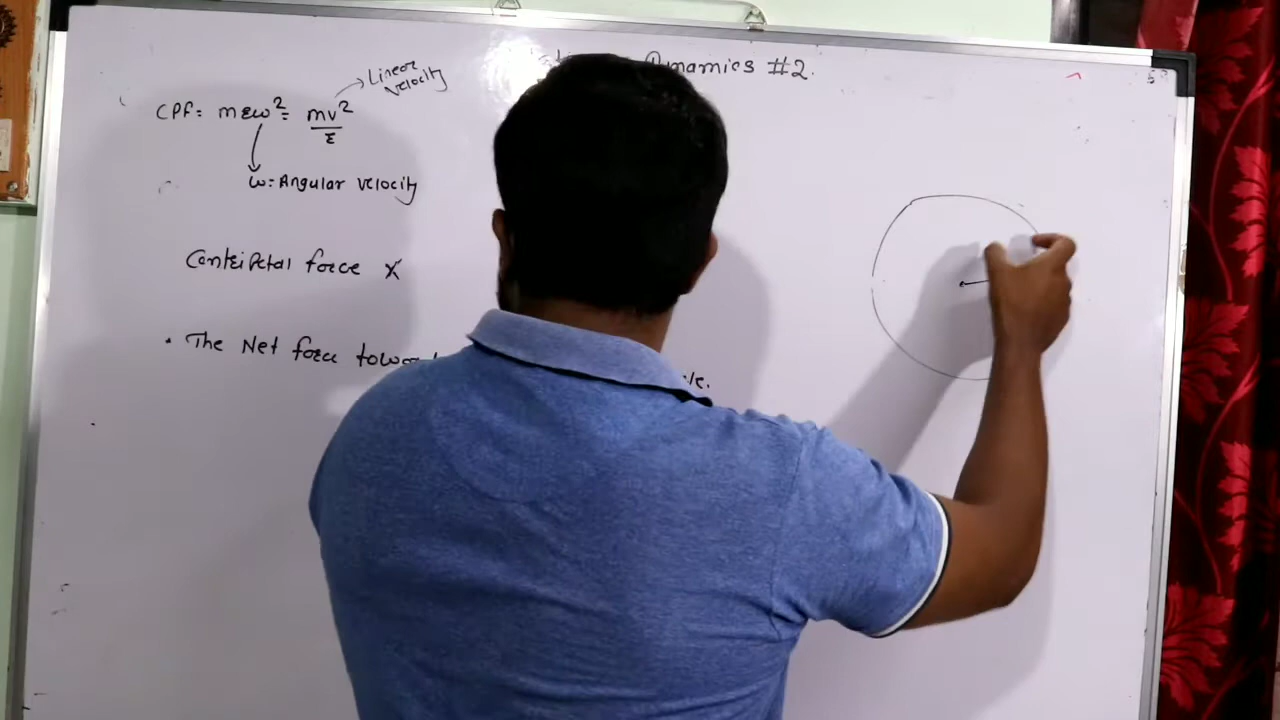 Dynamics #2.
Linear velocity
CPF = mrω² = mv²/r
ω = Angular velocity
Centripetal force x
• The Net force